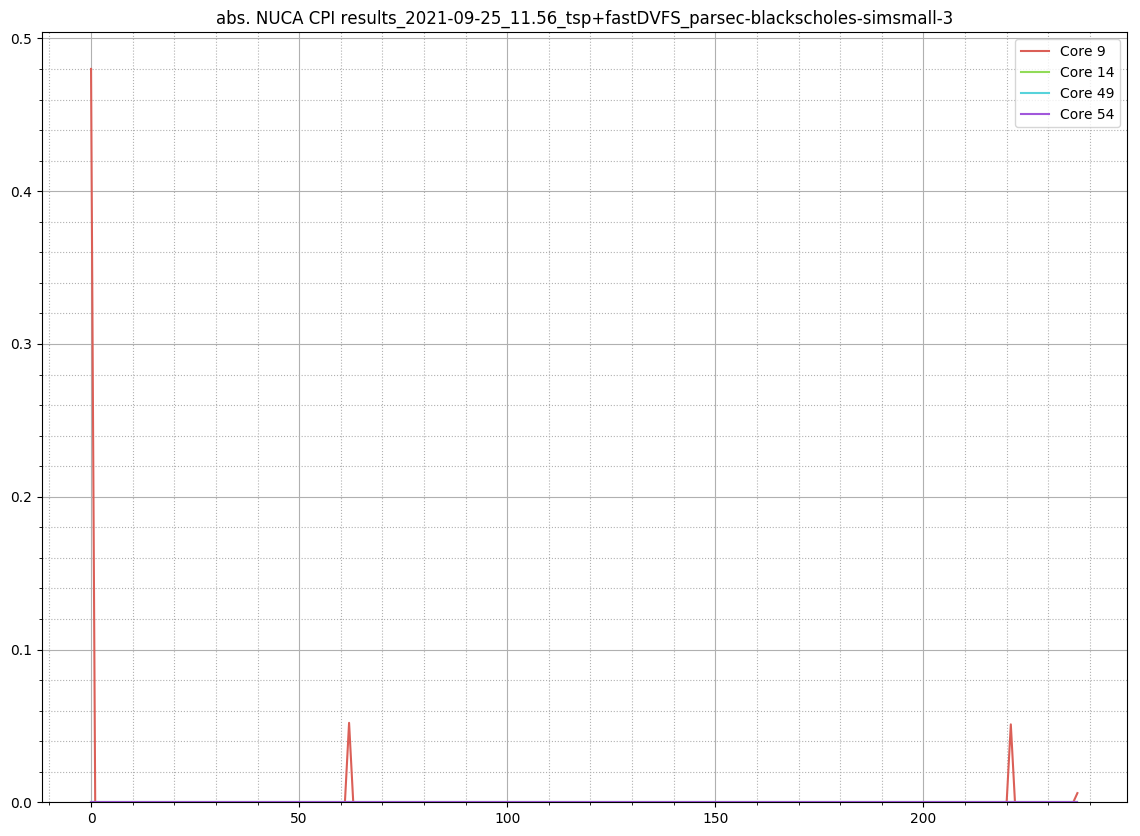 abs. NUCA CPI results_2021-09-25_11.56_tsp+fastDVFS_parsec-blackscholes-simsmall-3
Core 9
Core 14
Core 49
Core 54
0.5
0.4
0.3
0.2
0.1
0.0
0 50 100 150 200